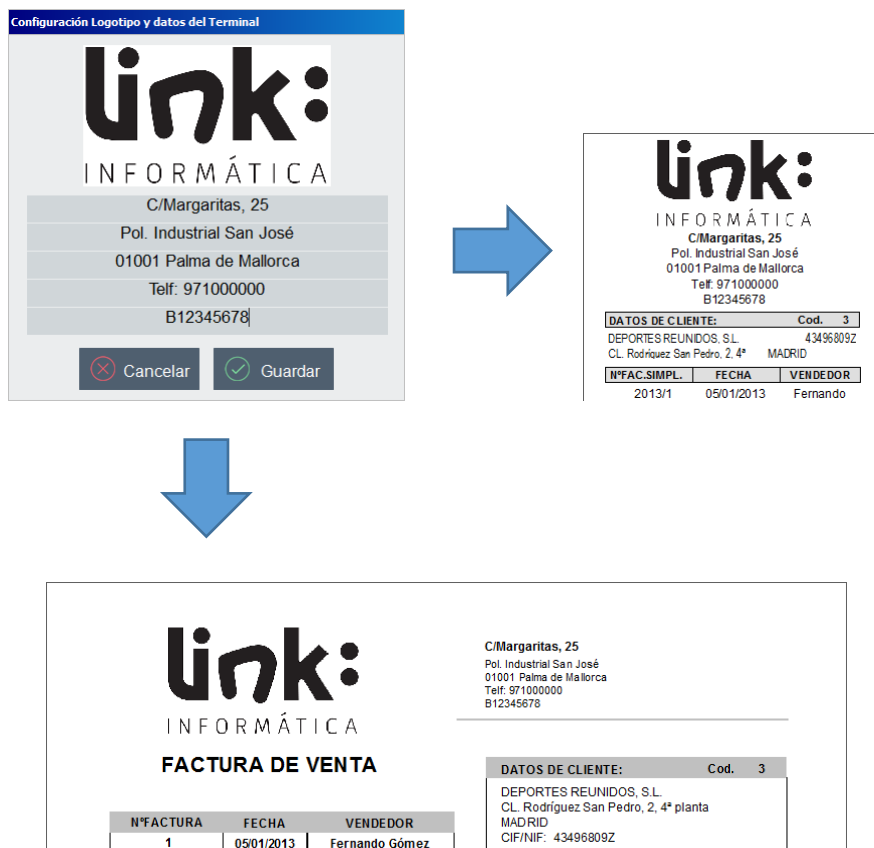 Configuración Logotipo y datos del Terminal
link:
INFORMÁTICA
C/Margaritas, 25
Pol. Industrial San José
01001 Palma de Mallorca
Telf: 971000000
B12345678
Cancelar
Guardar
link:
INFORMÁTICA
C/Margaritas, 25
Pol. Industrial San José
01001 Palma de Mallorca
Telf: 971000000
B12345678
DATOS DE CLIENTE: Cod. 3
DEPORTES REUNIDOS, S.L. 43496809Z
CL. Rodríguez San Pedro, 2, 4ª MADRID
NºFAC.SIMPL. FECHA VENDEDOR
2013/1 05/01/2013 Fernando
link:
INFORMÁTICA
C/Margaritas, 25
Pol. Industrial San José
01001 Palma de Mallorca
Telf: 971000000
B12345678
FACTURA DE VENTA
DATOS DE CLIENTE: Cod. 3
DEPORTES REUNIDOS, S.L.
CL. Rodríguez San Pedro, 2, 4ª planta
MADRID
CIF/NIF: 43496809Z
NºFACTURA FECHA VENDEDOR
1 05/01/2013 Fernando Gómez